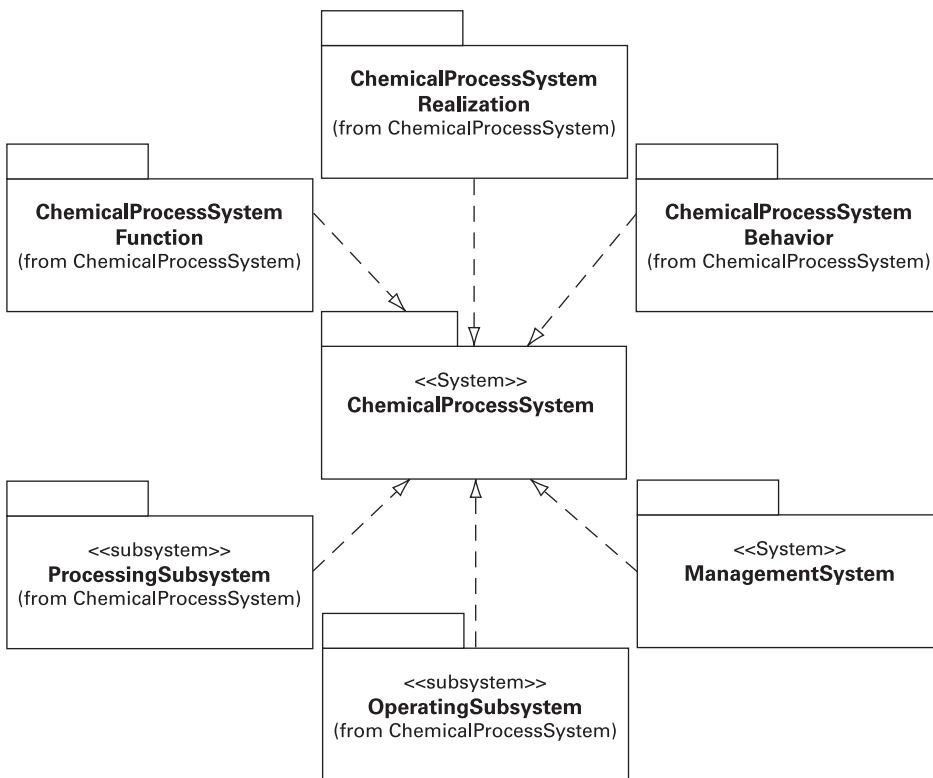 ChemicalProcessSystem
Realization
(from ChemicalProcessSystem)
ChemicalProcessSystem
Function
(from ChemicalProcessSystem)
ChemicalProcessSystem
Behavior
(from ChemicalProcessSystem)
<<System>>
ChemicalProcessSystem
<<subsystem>>
ProcessingSubsystem
(from ChemicalProcessSystem)
<<System>>
ManagementSystem
<<subsystem>>
OperatingSubsystem
(from ChemicalProcessSystem)